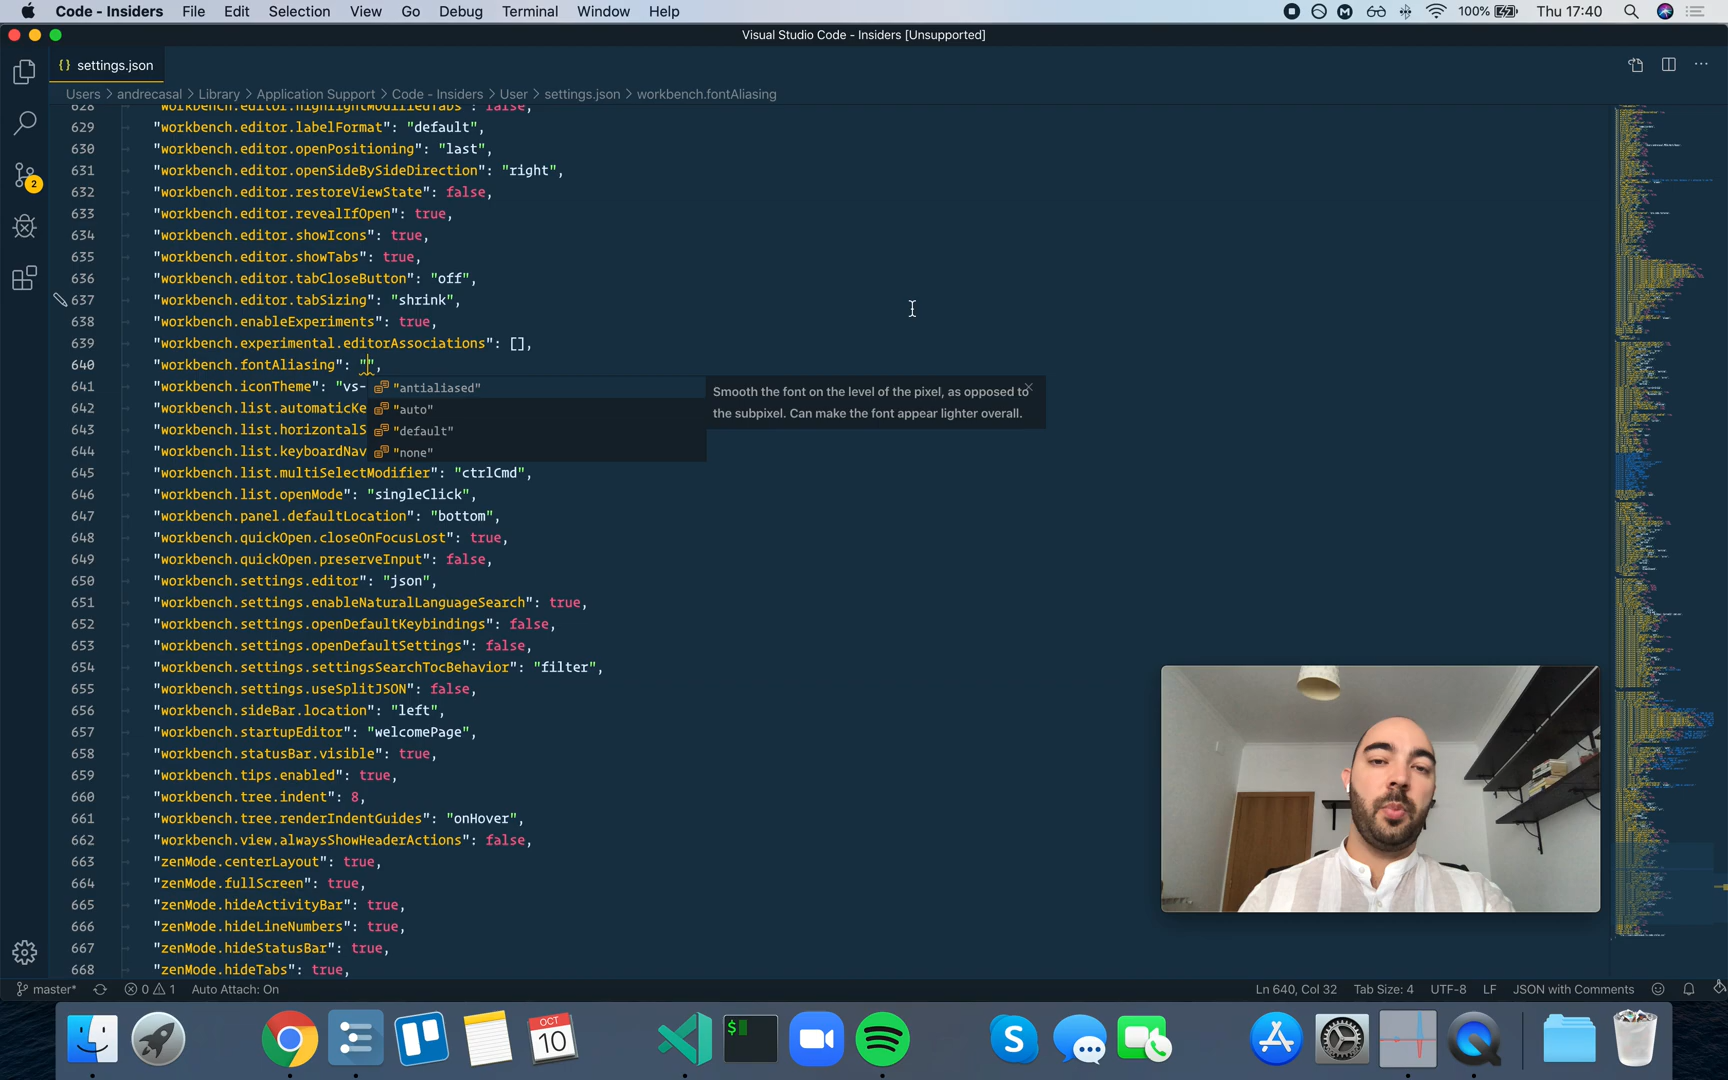 Code - Insiders File Edit Selection View Go Debug Terminal Window Help 100% Thu 17:40
Visual Studio Code - Insiders [Unsupported]
{} settings.json
Users > andrecasal > Library > Application Support > Code - Insiders > User > settings.json > workbench.fontAliasing
628 "workbench.editor.highlightModifiedTabs": false,
629 "workbench.editor.labelFormat": "default",
630 "workbench.editor.openPositioning": "last",
631 "workbench.editor.openSideBySideDirection": "right",
632 "workbench.editor.restoreViewState": false,
633 "workbench.editor.revealIfOpen": true,
634 "workbench.editor.showIcons": true,
635 "workbench.editor.showTabs": true,
636 "workbench.editor.tabCloseButton": "off",
637 "workbench.editor.tabSizing": "shrink",
638 "workbench.enableExperiments": true,
639 "workbench.experimental.editorAssociations": [],
640 "workbench.fontAliasing": "",
641 "workbench.iconTheme": "vs-
"antialiased"
Smooth the font on the level of the pixel, as opposed to
the subpixel. Can make the font appear lighter overall.
642 "workbench.list.automaticKe
"auto"
643 "workbench.list.horizontalS
"default"
644 "workbench.list.keyboardNav
"none"
645 "workbench.list.multiSelectModifier": "ctrlCmd",
646 "workbench.list.openMode": "singleClick",
647 "workbench.panel.defaultLocation": "bottom",
648 "workbench.quickOpen.closeOnFocusLost": true,
649 "workbench.quickOpen.preserveInput": false,
650 "workbench.settings.editor": "json",
651 "workbench.settings.enableNaturalLanguageSearch": true,
652 "workbench.settings.openDefaultKeybindings": false,
653 "workbench.settings.openDefaultSettings": false,
654 "workbench.settings.settingsSearchTocBehavior": "filter",
655 "workbench.settings.useSplitJSON": false,
656 "workbench.sideBar.location": "left",
657 "workbench.startupEditor": "welcomePage",
658 "workbench.statusBar.visible": true,
659 "workbench.tips.enabled": true,
660 "workbench.tree.indent": 8,
661 "workbench.tree.renderIndentGuides": "onHover",
662 "workbench.view.alwaysShowHeaderActions": false,
663 "zenMode.centerLayout": true,
664 "zenMode.fullScreen": true,
665 "zenMode.hideActivityBar": true,
666 "zenMode.hideLineNumbers": true,
667 "zenMode.hideStatusBar": true,
668 "zenMode.hideTabs": true,
2
master* 0 1 Auto Attach: On Ln 640, Col 32 Tab Size: 4 UTF-8 LF JSON with Comments
OCT
10
$